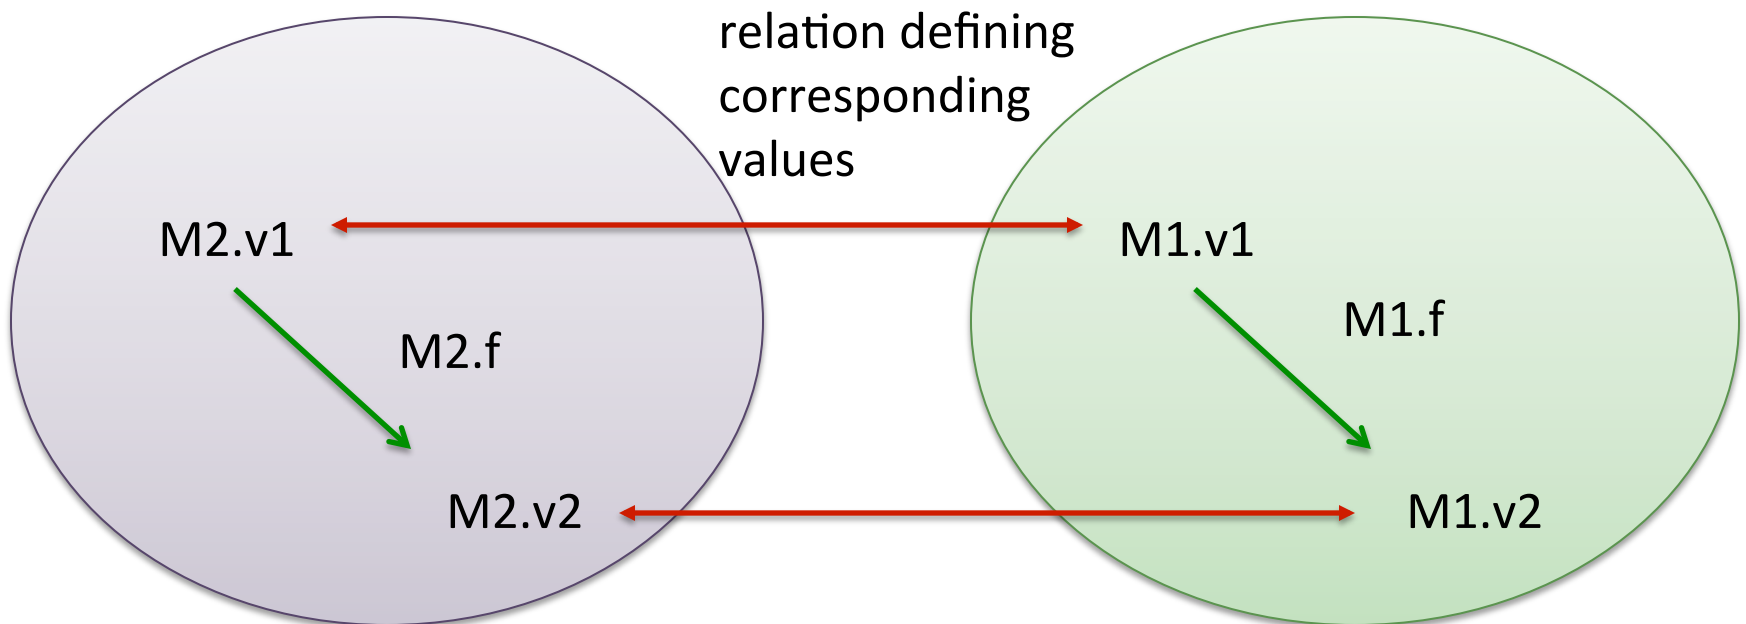 relation defining
corresponding
values
M2.v1
M1.v1
M2.f
M1.f
M2.v2
M1.v2